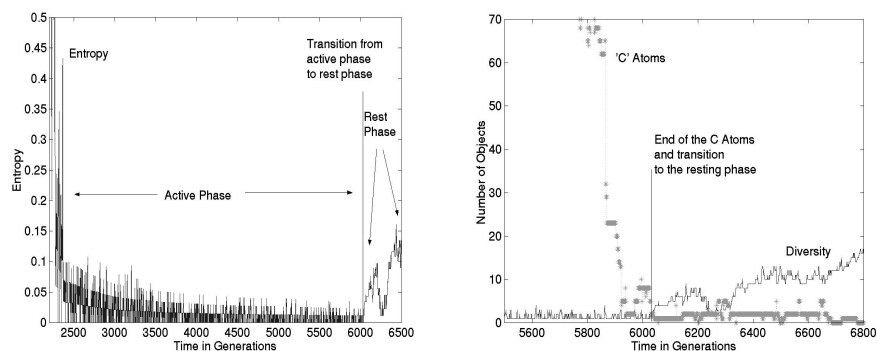 0.5
0.45
0.4
0.35
0.3
0.25
0.2
0.15
0.1
0.05
0
Entropy
Entropy
Transition from
active phase
to rest phase
Rest
Phase
Active Phase
2500 3000 3500 4000 4500 5000 5500 6000 6500
Time in Generations
70
60
50
40
30
20
10
0
Number of Objects
'C' Atoms
End of the C Atoms
and transition
to the resting phase
Diversity
5600 5800 6000 6200 6400 6600 6800
Time in Generations